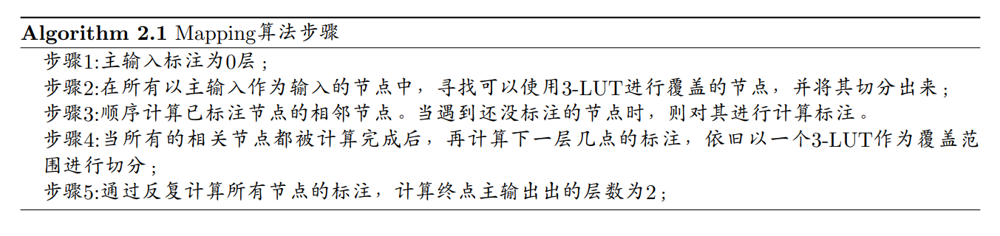 Algorithm 2.1 Mapping算法步骤
步骤1:主输入标注为0层;
步骤2:在所有以主输入作为输入的节点中，寻找可以使用3-LUT进行覆盖的节点，并将其切分出来;
步骤3:顺序计算已标注节点的相邻节点。当遇到还没标注的节点时，则对其进行计算标注。
步骤4:当所有的相关节点都被计算完成后，再计算下一层几点的标注，依旧以一个3-LUT作为覆盖范
围进行切分;
步骤5:通过反复计算所有节点的标注，计算终点主输出出的层数为2;